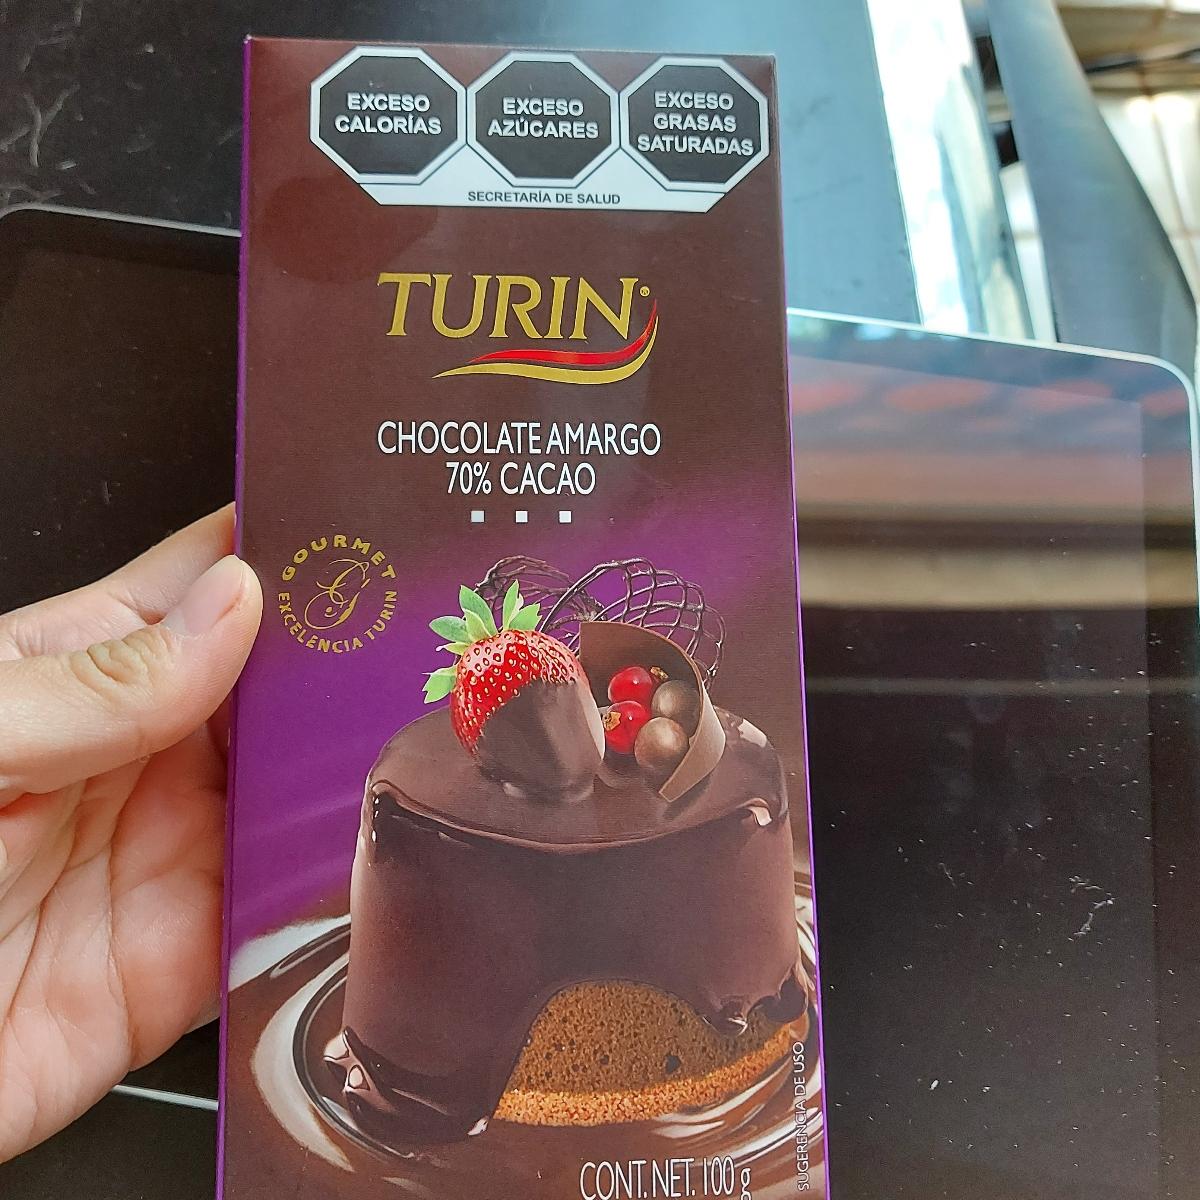 EXCESO
CALORÍAS
EXCESO
AZÚCARES
EXCESO
GRASAS
SATURADAS
SECRETARÍA DE SALUD
TURIN®
CHOCOLATE AMARGO
70% CACAO
GOURMET
G
EXCELENCIA TURIN
SUGERENCIA DE USO
CONT. NET. 100 g